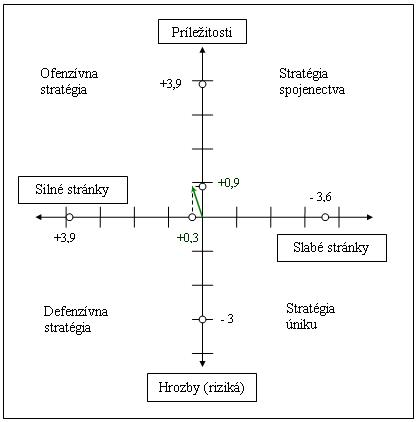 Príležitosti
Ofenzívna
stratégia
Stratégia
spojenectva
+3,9
+0,9
Silné stránky
- 3,6
+3,9
+0,3
Slabé stránky
Defenzívna
stratégia
Stratégia
úniku
- 3
Hrozby (riziká)